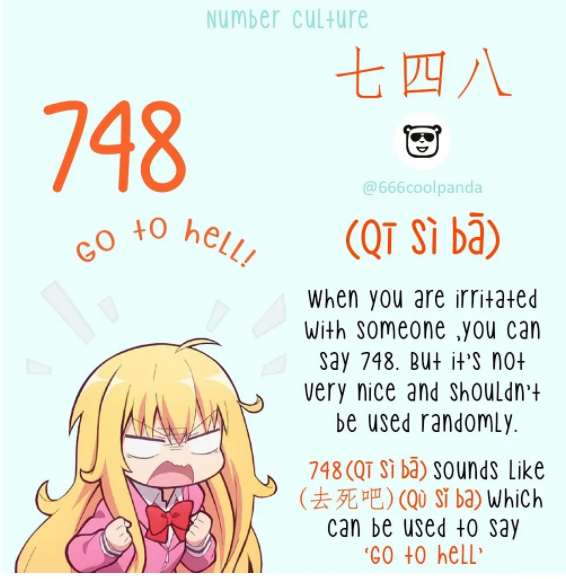 Number culture
748
Go to hell!
七四八
@666coolpanda
(Qī Sì bā)
When you are irritated
with someone ,you can
say 748. But it's not
very nice and shouldn't
be used randomly.
748 (Qī Sì bā) sounds like
(去死吧) (Qù Sǐ ba) which
can be used to say
'Go to hell'